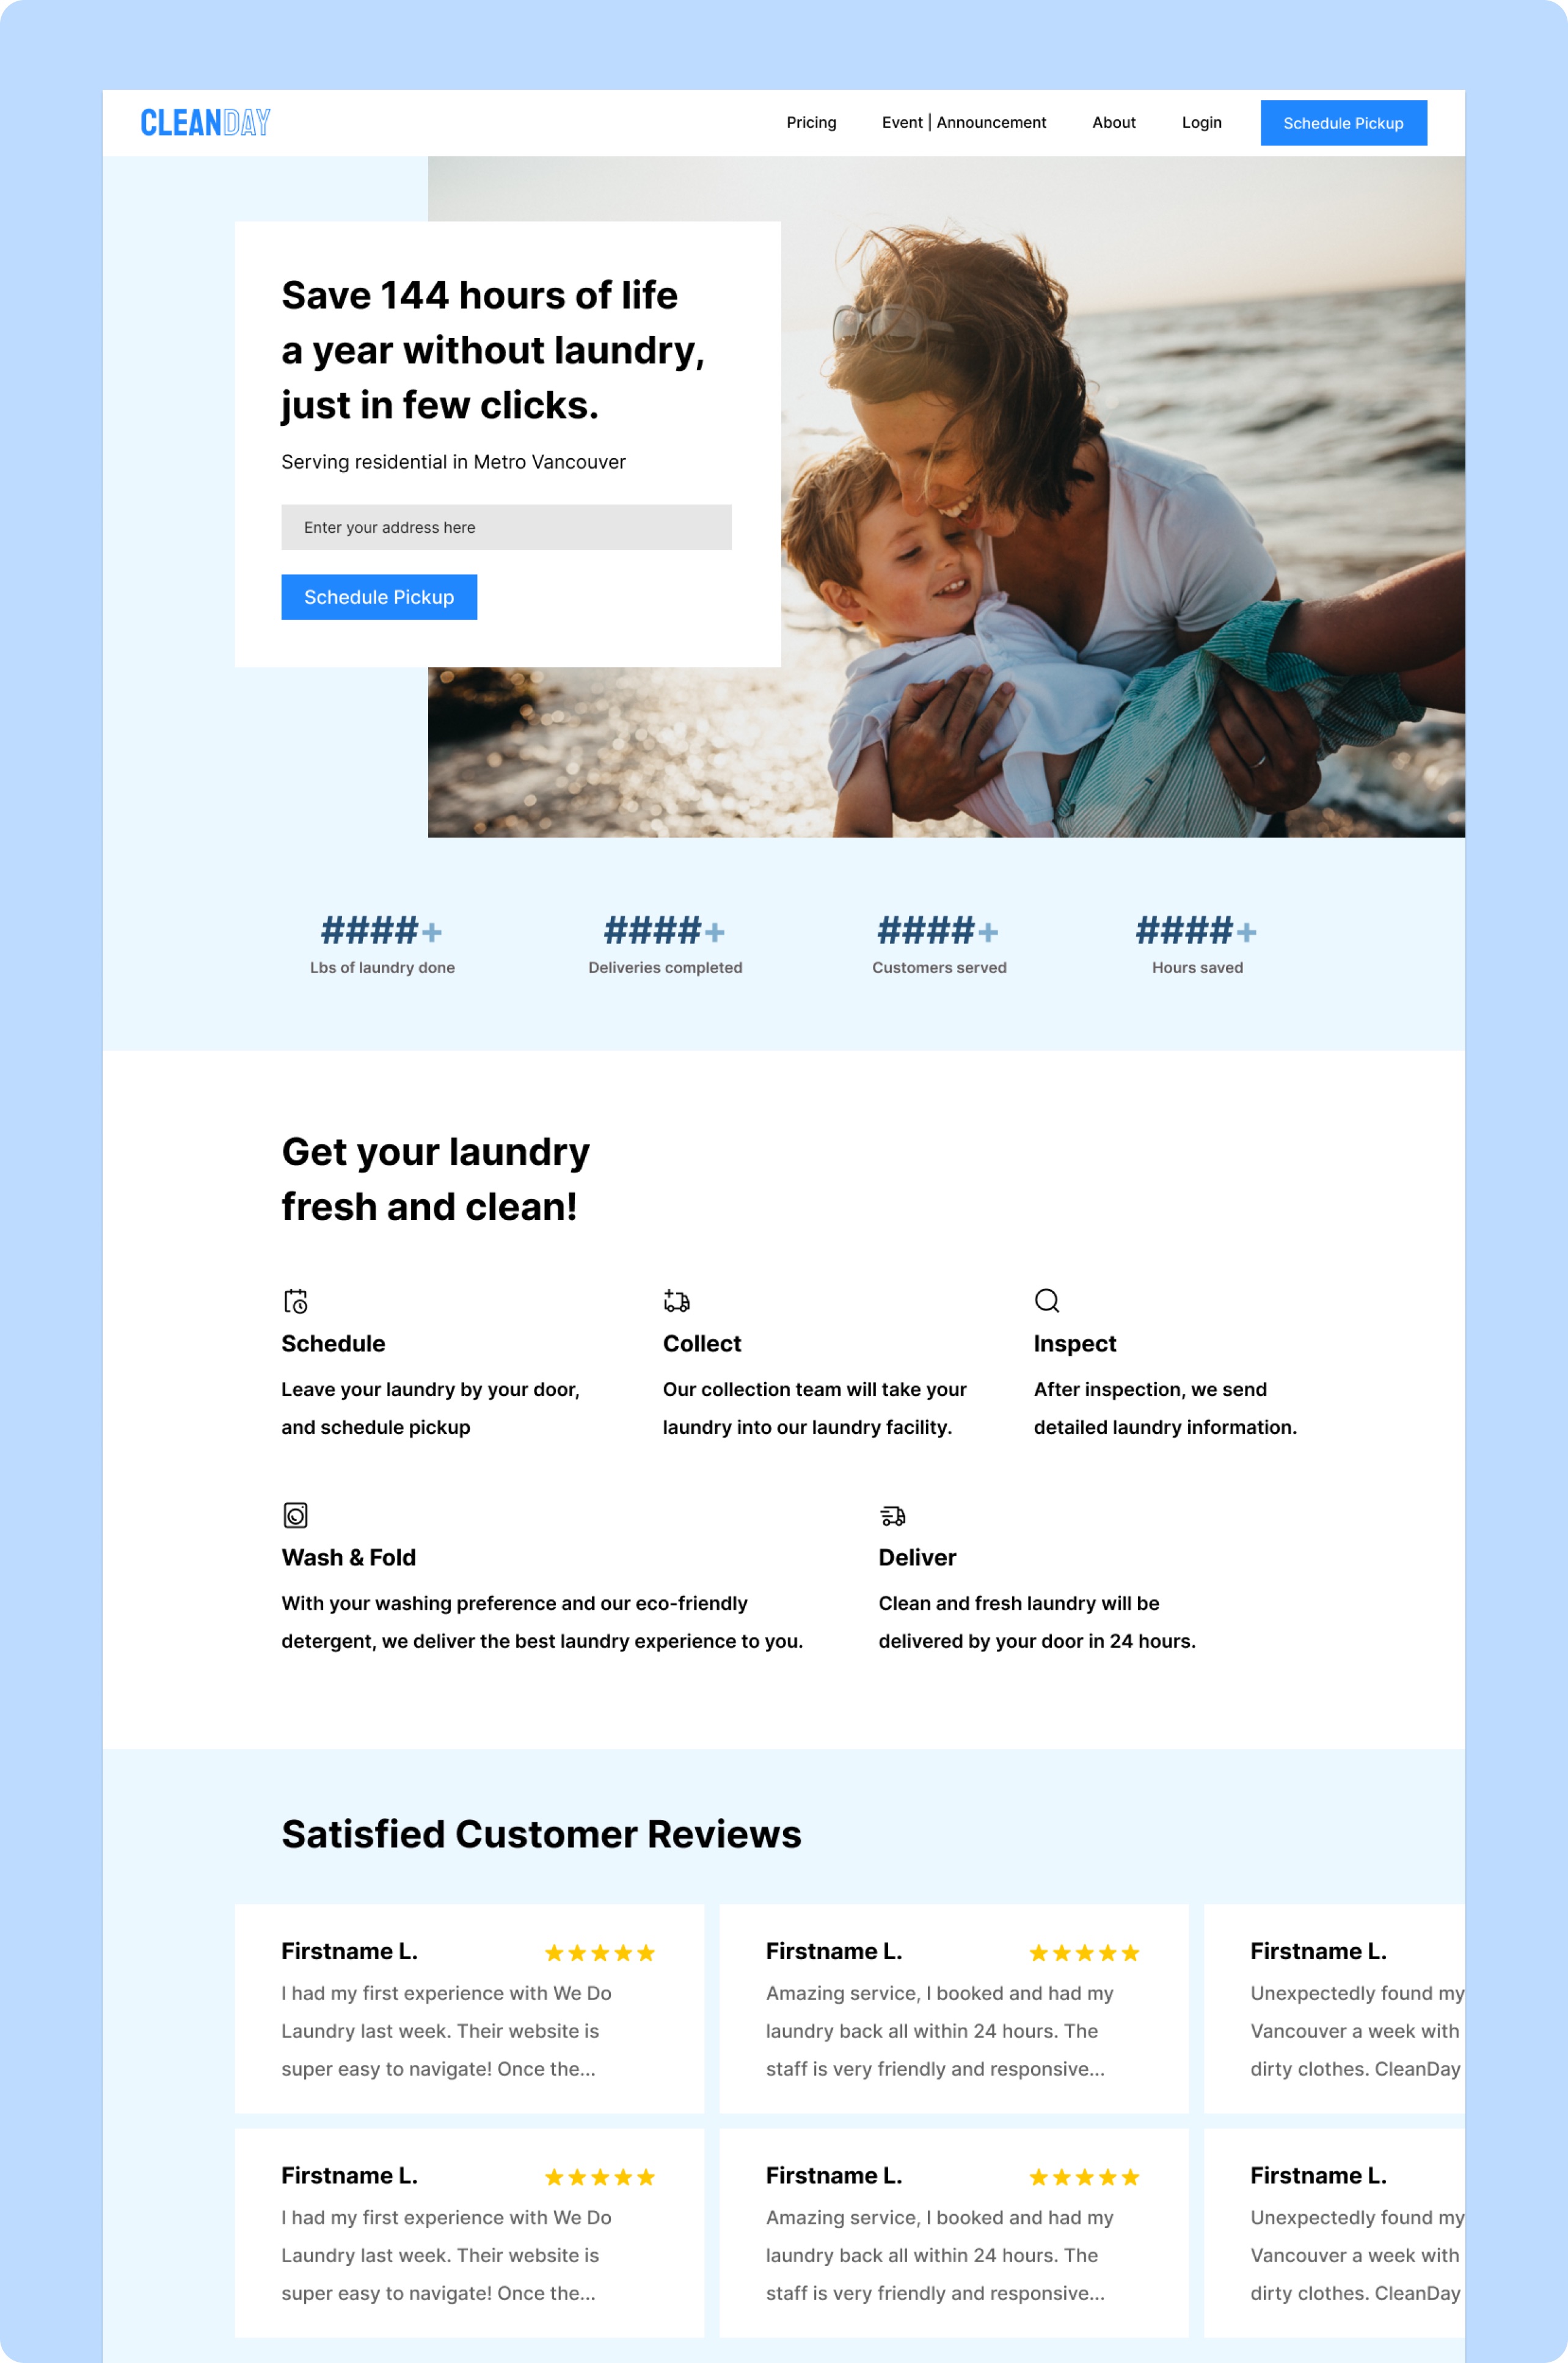 CLEANDAY
Pricing
Event | Announcement
About
Login
Schedule Pickup
Save 144 hours of life
a year without laundry,
just in few clicks.
Serving residential in Metro Vancouver
Enter your address here
Schedule Pickup
####+
Lbs of laundry done
####+
Deliveries completed
####+
Customers served
####+
Hours saved
Get your laundry
fresh and clean!
Schedule
Leave your laundry by your door,
and schedule pickup
Collect
Our collection team will take your
laundry into our laundry facility.
Inspect
After inspection, we send
detailed laundry information.
Wash & Fold
With your washing preference and our eco-friendly
detergent, we deliver the best laundry experience to you.
Deliver
Clean and fresh laundry will be
delivered by your door in 24 hours.
Satisfied Customer Reviews
Firstname L.
I had my first experience with We Do
Laundry last week. Their website is
super easy to navigate! Once the...
Firstname L.
Amazing service, I booked and had my
laundry back all within 24 hours. The
staff is very friendly and responsive...
Firstname L.
Unexpectedly found my
Vancouver a week with
dirty clothes. CleanDay
Firstname L.
I had my first experience with We Do
Laundry last week. Their website is
super easy to navigate! Once the...
Firstname L.
Amazing service, I booked and had my
laundry back all within 24 hours. The
staff is very friendly and responsive...
Firstname L.
Unexpectedly found my
Vancouver a week with
dirty clothes. CleanDay